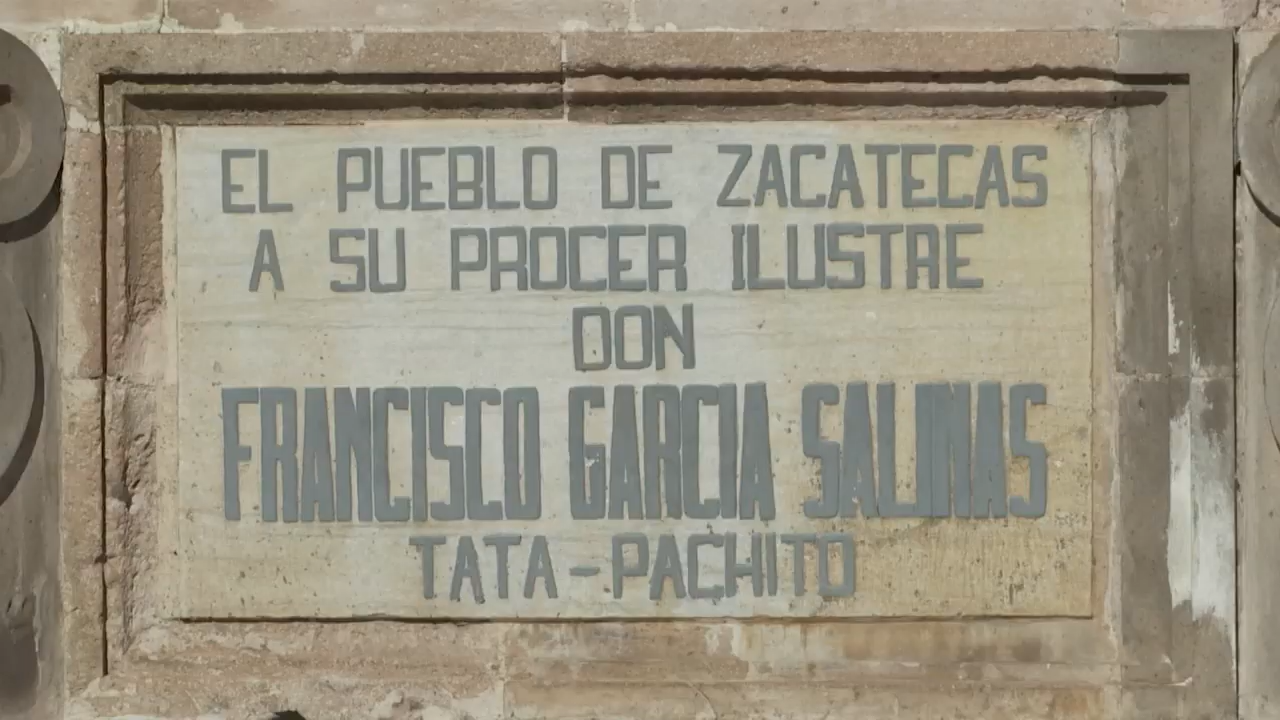 EL PUEBLO DE ZACATECAS
A SU PROCER ILUSTRE
DON
FRANCISCO GARCIA SALINAS
TATA-PACHITO